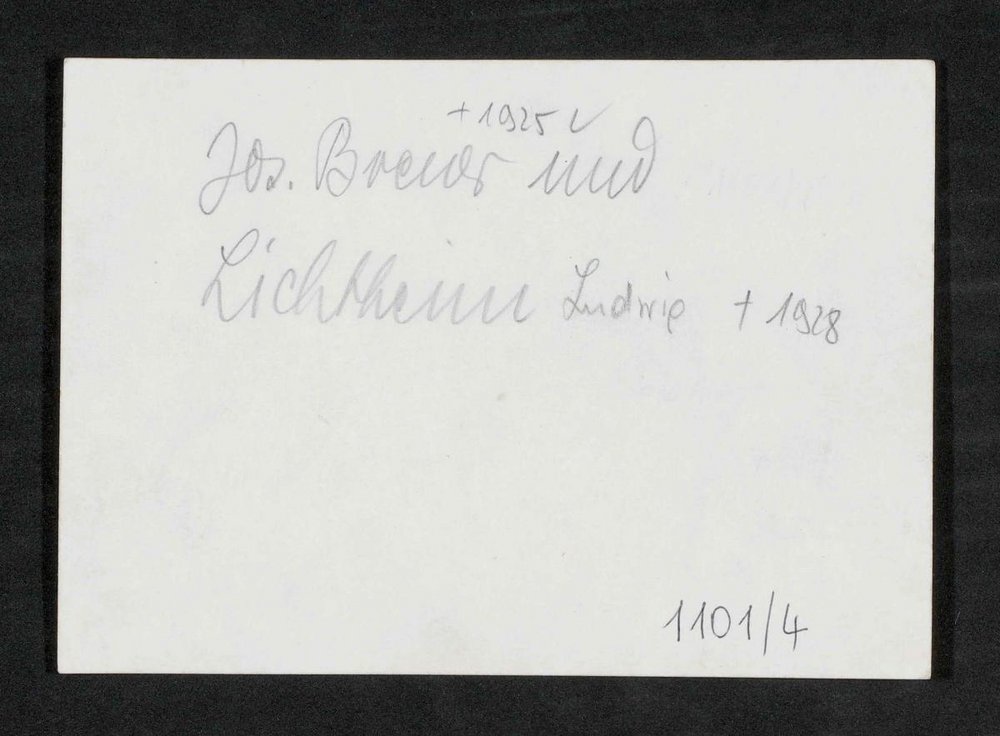 + 1925 ✓
Jos. Breuer und
Lichtheim Ludwig + 1928
1101/4